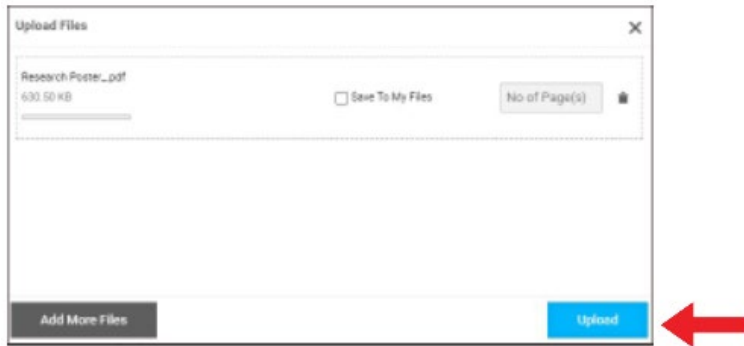 Upload Files
Research Poster_.pdf
630.50 KB
Save To My Files
No of Page(s)
Add More Files
Upload